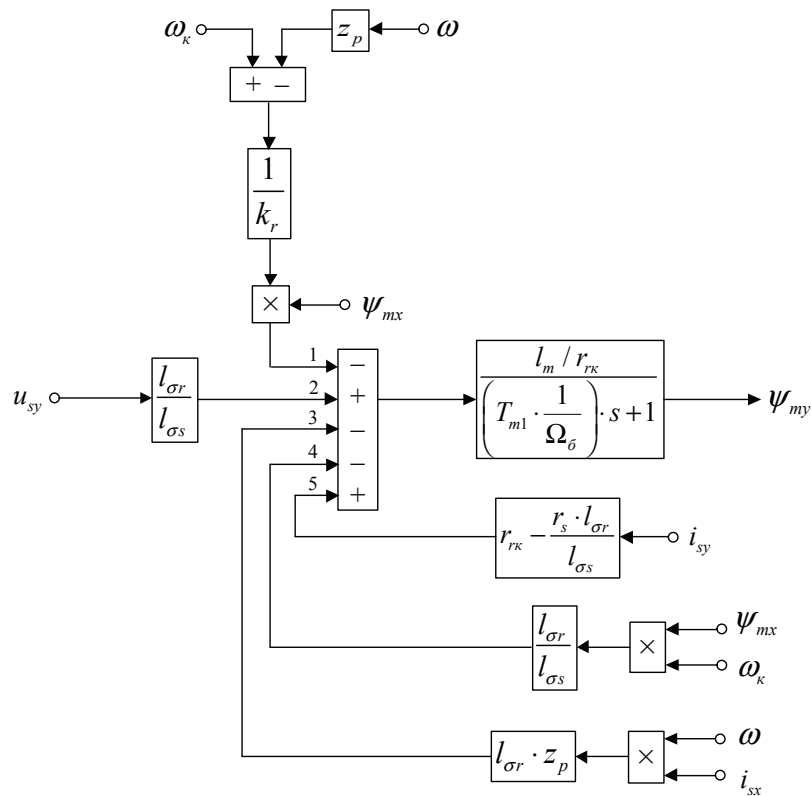 ω_к z_p ω
+ −
1 / k_r
× ψ_mx
1 −
2 +
3 −
4 −
5 +
u_sy l_σr / l_σs
l_m / r_rк
(T_m1 · 1 / Ω_б) · s + 1
ψ_my
r_rк − r_s · l_σr / l_σs i_sy
l_σr / l_σs × ψ_mx
ω_к
l_σr · z_p × ω
i_sx